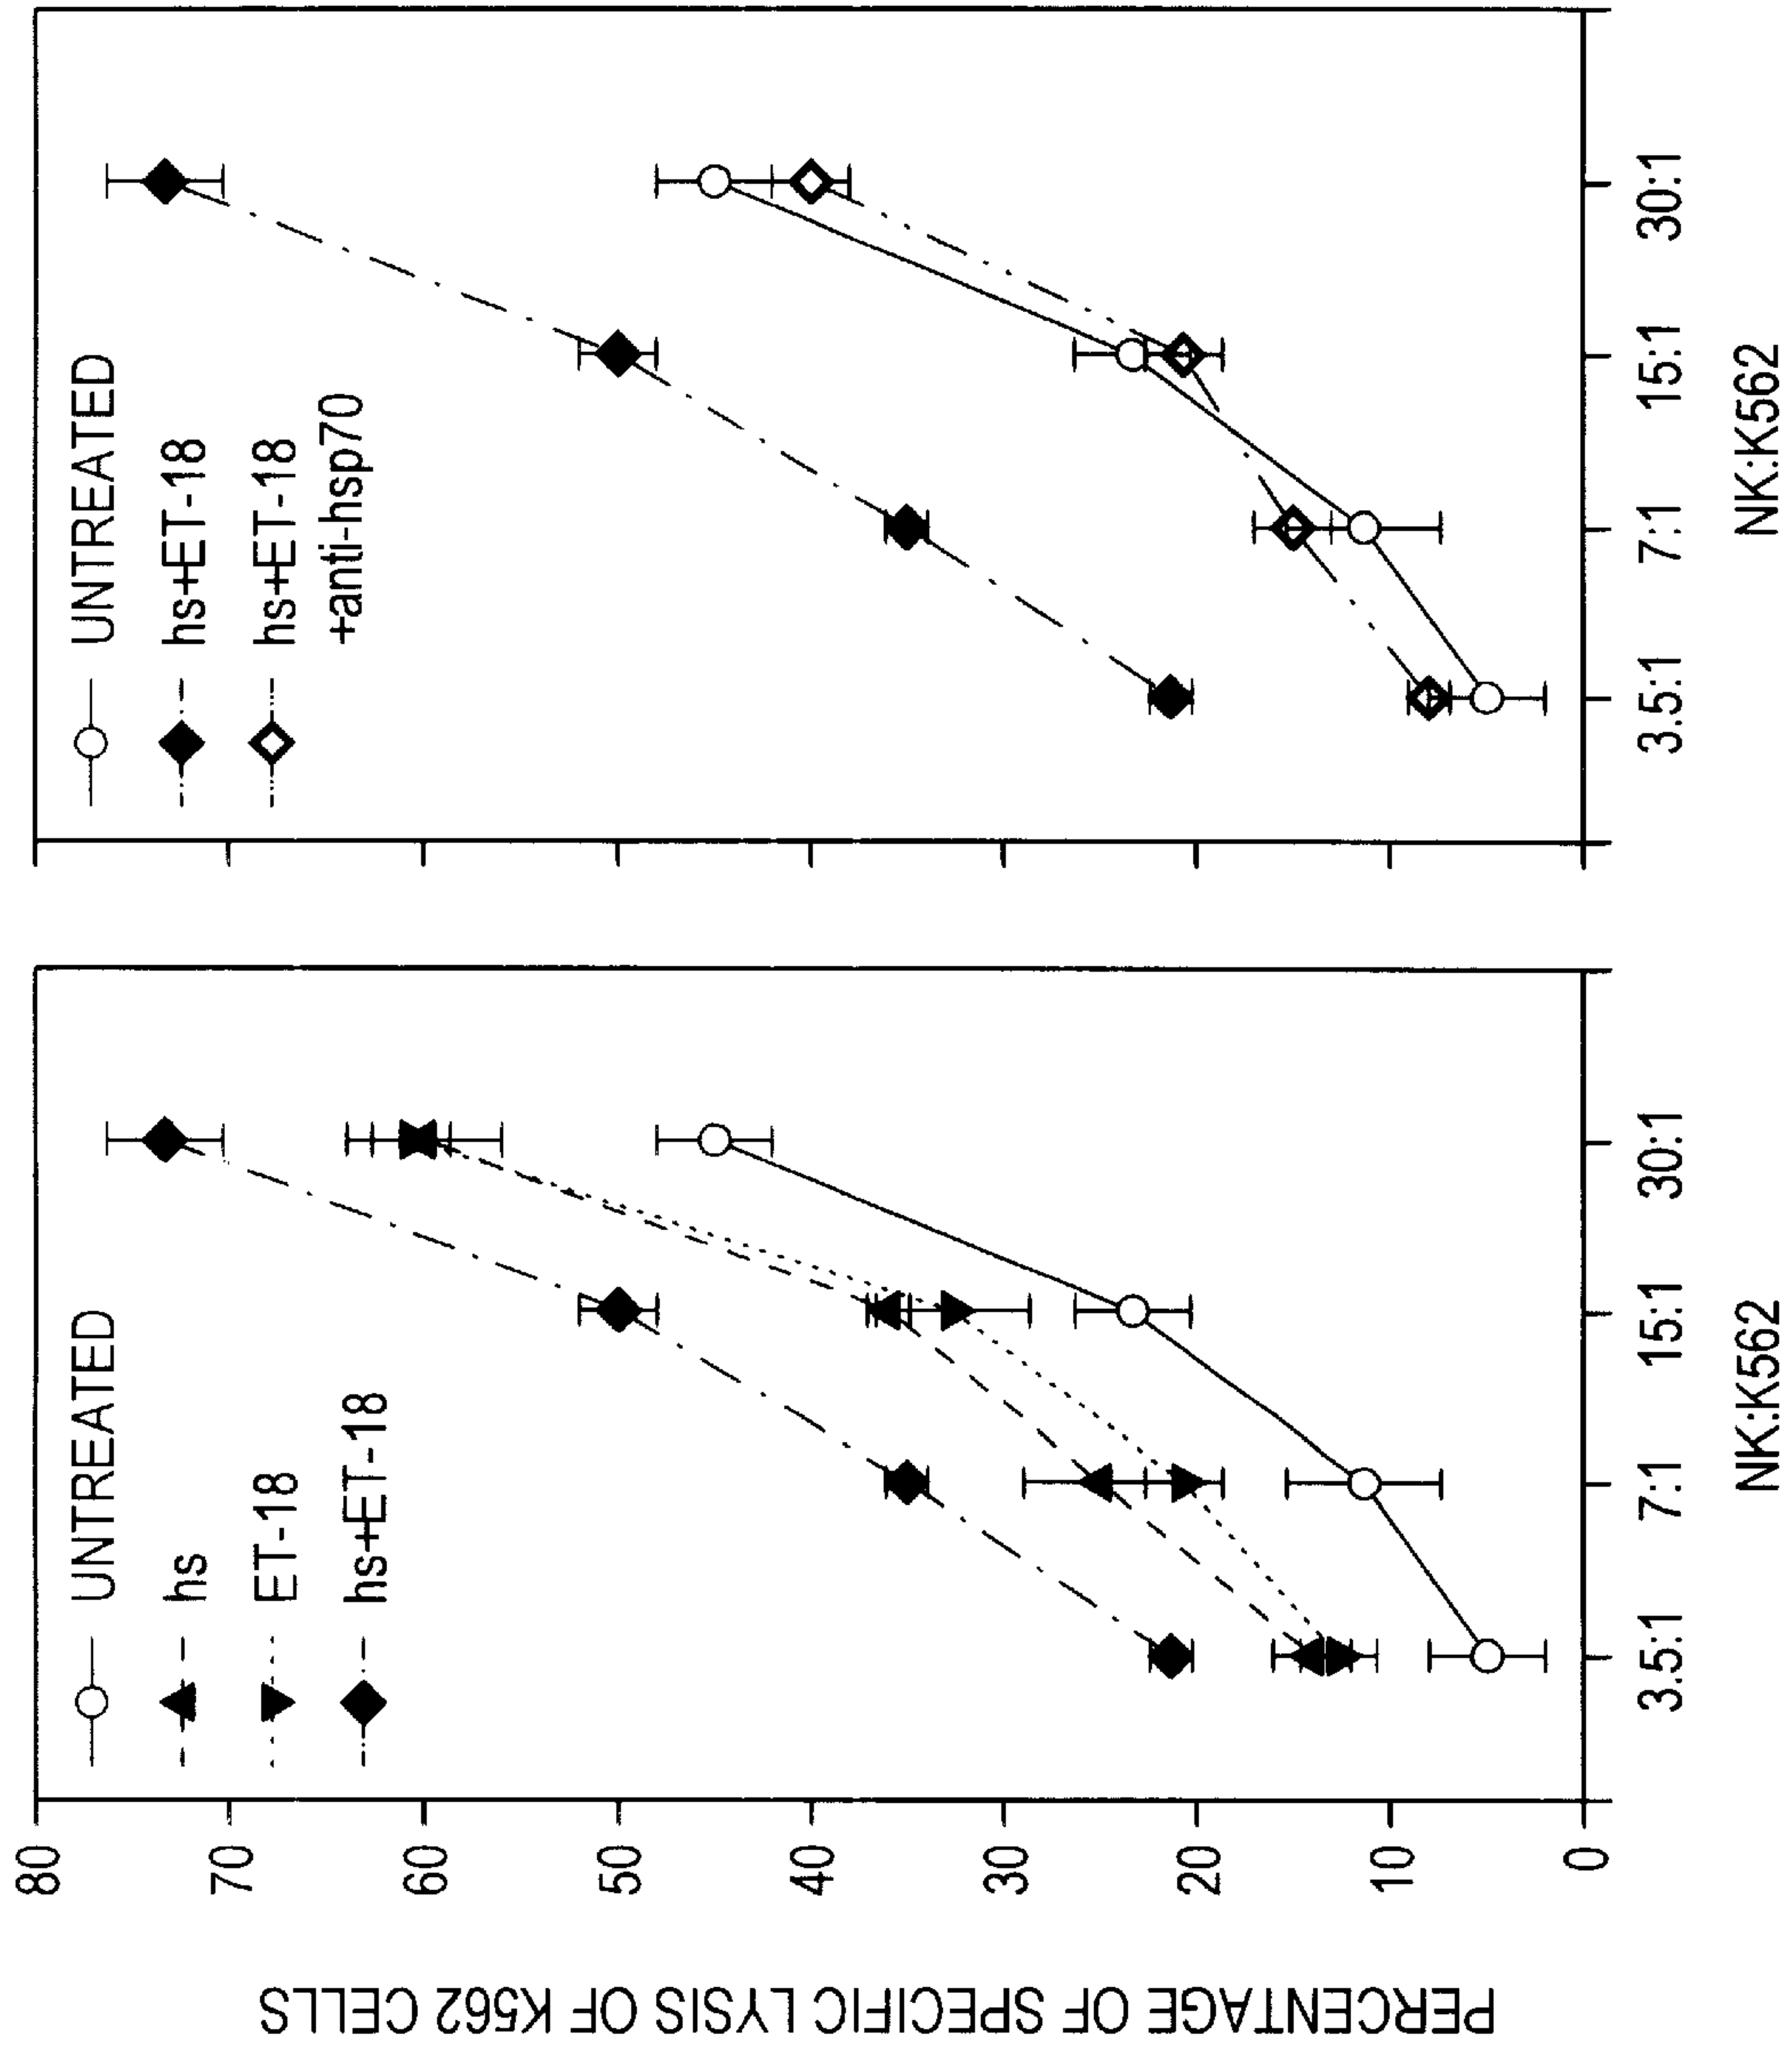 PERCENTAGE OF SPECIFIC LYSIS OF K562 CELLS
80
70
60
50
40
30
20
10
0
UNTREATED
hs
ET-18
hs+ET-18
3.5:1
7:1
15:1
30:1
NK:K562
UNTREATED
hs+ET-18
hs+ET-18
+anti-hsp70
3.5:1
7:1
15:1
30:1
NK:K562